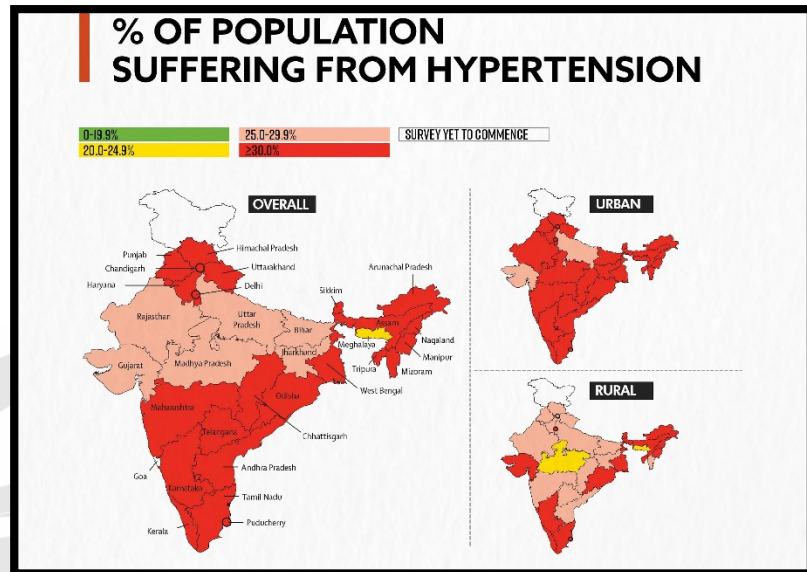 % OF POPULATION
SUFFERING FROM HYPERTENSION
0-19.9%
25.0-29.9%
SURVEY YET TO COMMENCE
20.0-24.9%
≥30.0%
OVERALL
Punjab
Himachal Pradesh
Chandigarh
Uttarakhand
Haryana
Delhi
Arunachal Pradesh
Sikkim
Rajasthan
Uttar
Pradesh
Bihar
Assam
Nagaland
Meghalaya
Manipur
Gujarat
Madhya Pradesh
Jharkhand
Tripura
Mizoram
West Bengal
Odisha
Maharashtra
Chhattisgarh
Telangana
Goa
Andhra Pradesh
Karnataka
Tamil Nadu
Kerala
Puducherry
URBAN
RURAL